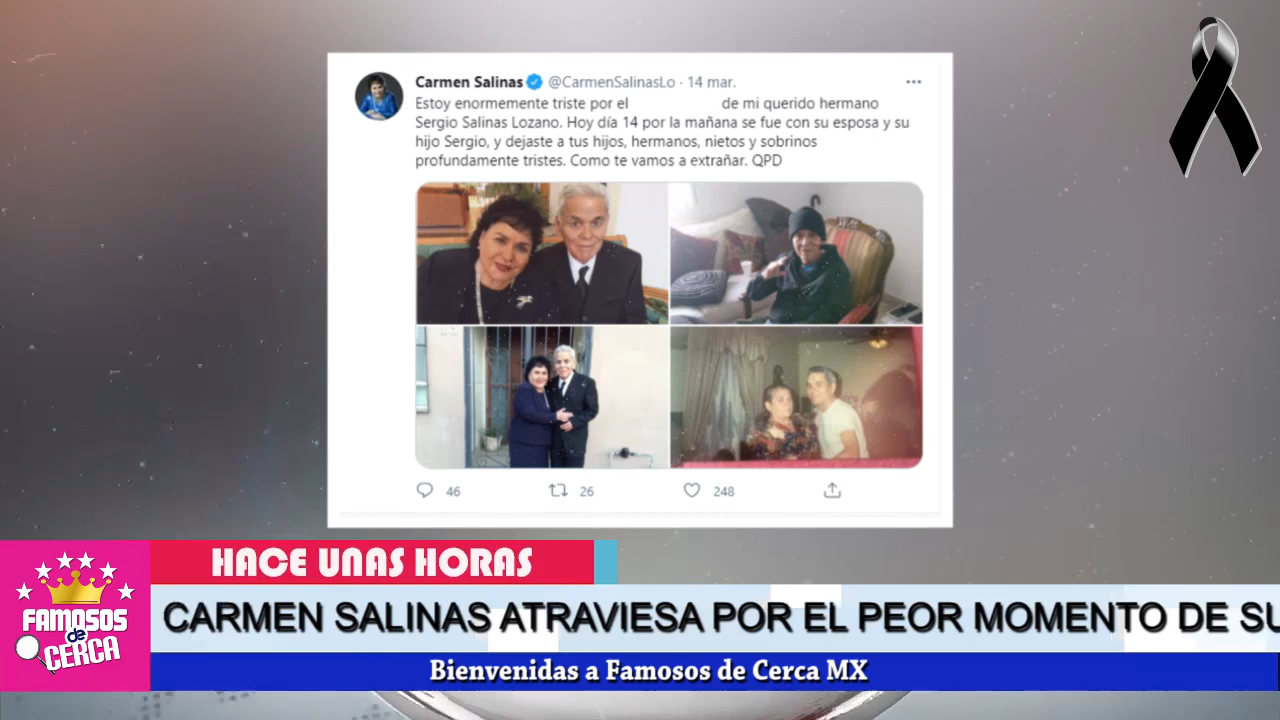 Carmen Salinas @CarmenSalinasLo · 14 mar.
Estoy enormemente triste por el de mi querido hermano
Sergio Salinas Lozano. Hoy día 14 por la mañana se fue con su esposa y su
hijo Sergio, y dejaste a tus hijos, hermanos, nietos y sobrinos
profundamente tristes. Como te vamos a extrañar. QPD
46 26 248
HACE UNAS HORAS
CARMEN SALINAS ATRAVIESA POR EL PEOR MOMENTO DE SU
FAMOSOS
de
CERCA
Bienvenidas a Famosos de Cerca MX